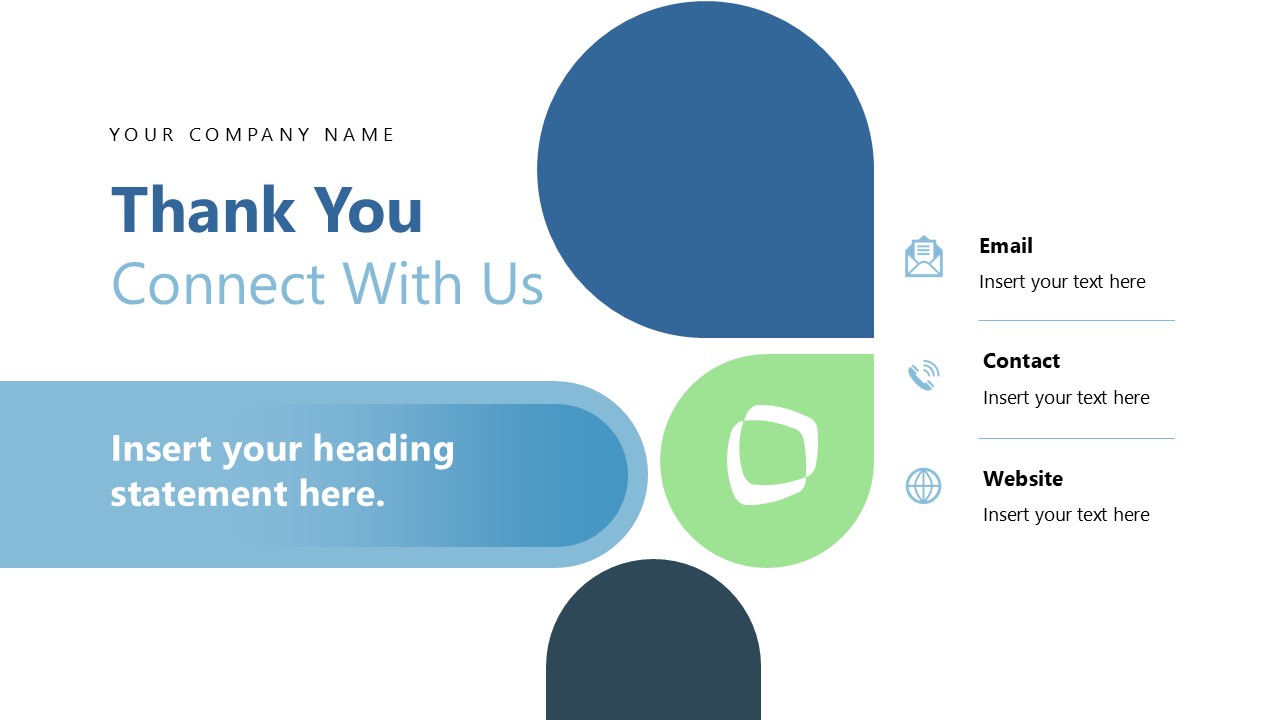 YOUR COMPANY NAME
Thank You
Connect With Us
Insert your heading
statement here.
Email
Insert your text here
Contact
Insert your text here
Website
Insert your text here